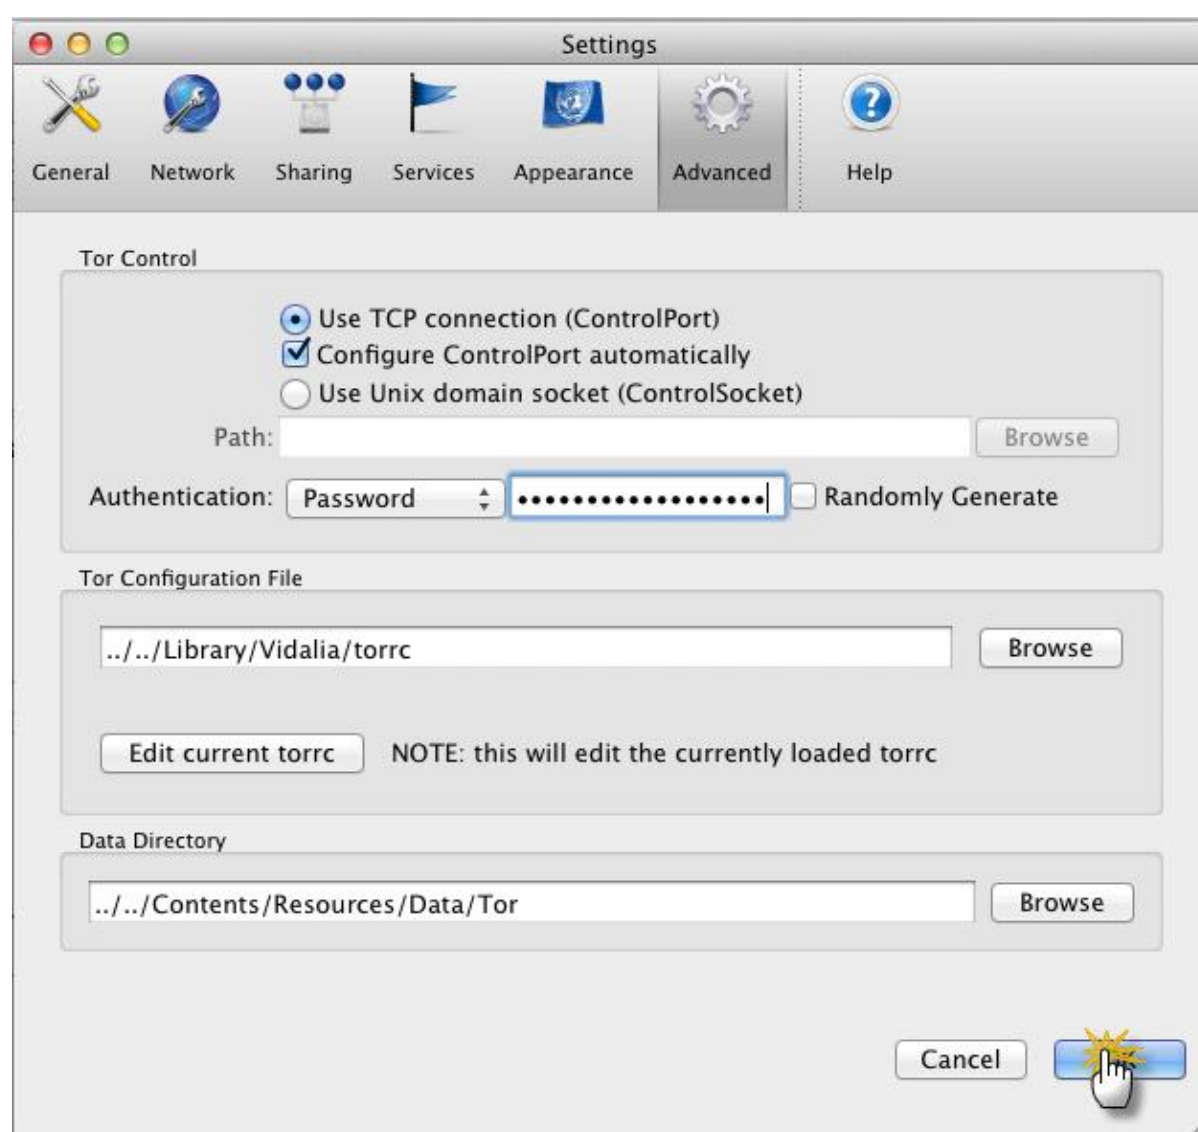 Settings
General Network Sharing Services Appearance Advanced Help
Tor Control
Use TCP connection (ControlPort)
Configure ControlPort automatically
Use Unix domain socket (ControlSocket)
Path: Browse
Authentication: Password •••••••••••••••••• Randomly Generate
Tor Configuration File
../../Library/Vidalia/torrc Browse
Edit current torrc NOTE: this will edit the currently loaded torrc
Data Directory
../../Contents/Resources/Data/Tor Browse
Cancel